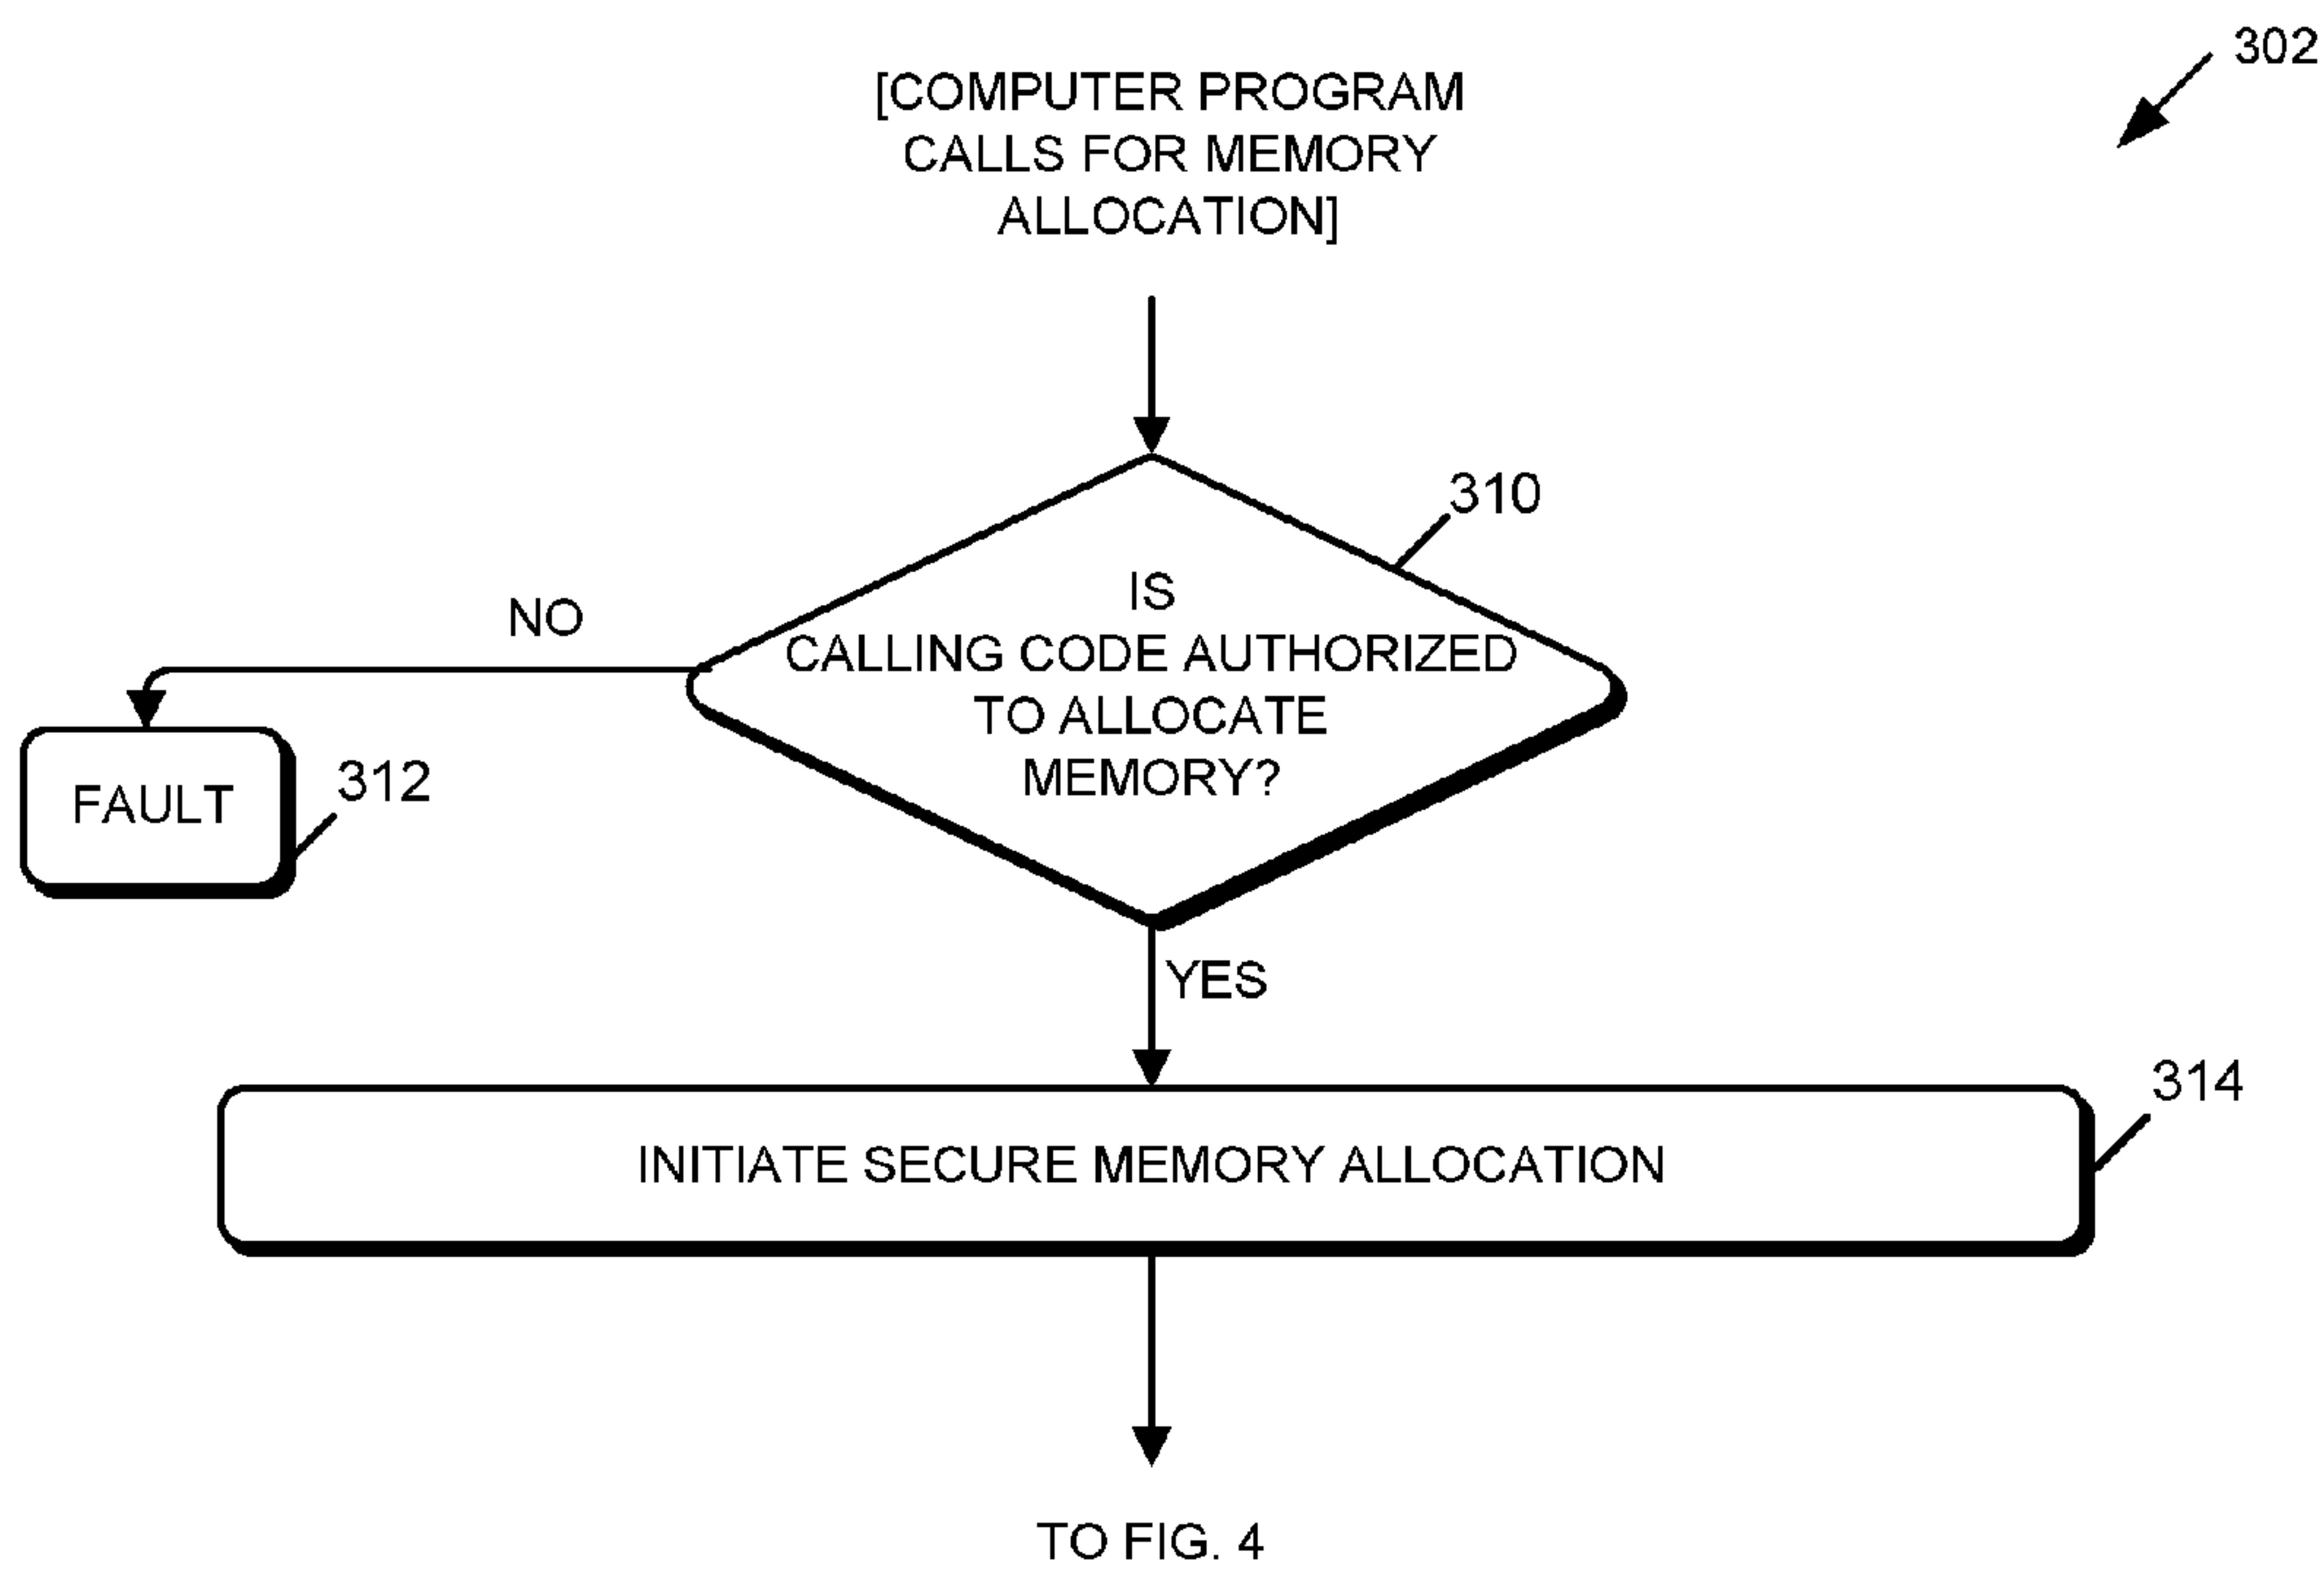 302
[COMPUTER PROGRAM
CALLS FOR MEMORY
ALLOCATION]
310
IS
CALLING CODE AUTHORIZED
TO ALLOCATE
MEMORY?
NO
312
FAULT
YES
314
INITIATE SECURE MEMORY ALLOCATION
TO FIG. 4